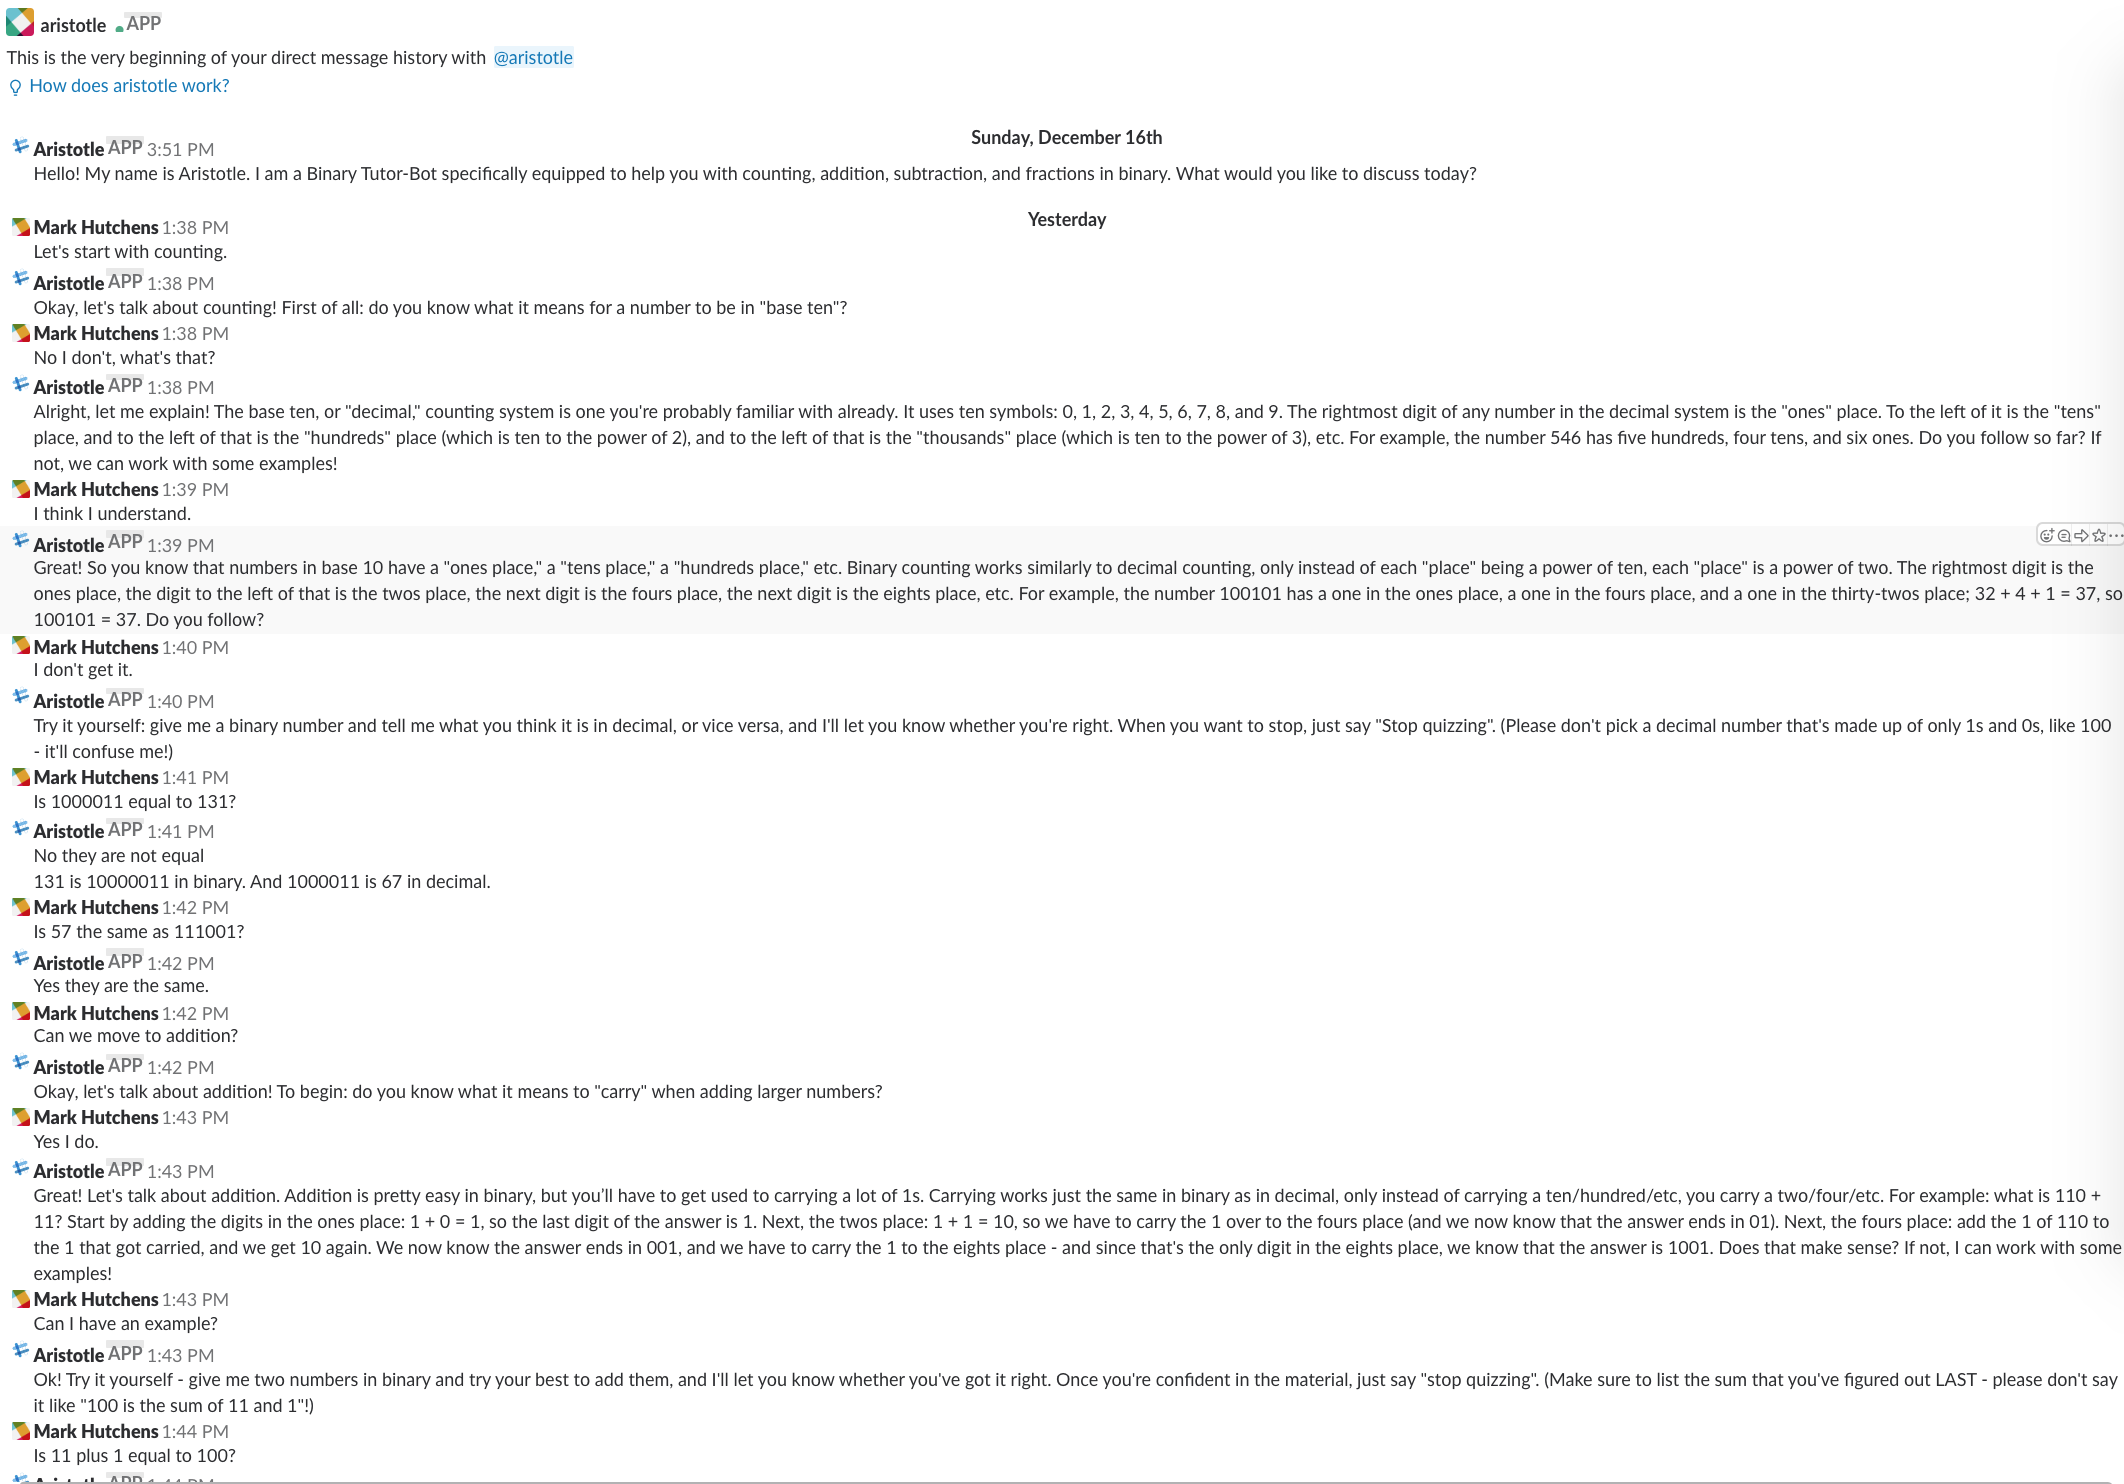 aristotle APP
This is the very beginning of your direct message history with @aristotle
How does aristotle work?
Sunday, December 16th
Aristotle APP 3:51 PM
Hello! My name is Aristotle. I am a Binary Tutor-Bot specifically equipped to help you with counting, addition, subtraction, and fractions in binary. What would you like to discuss today?
Yesterday
Mark Hutchens 1:38 PM
Let's start with counting.
Aristotle APP 1:38 PM
Okay, let's talk about counting! First of all: do you know what it means for a number to be in "base ten"?
Mark Hutchens 1:38 PM
No I don't, what's that?
Aristotle APP 1:38 PM
Alright, let me explain! The base ten, or "decimal," counting system is one you're probably familiar with already. It uses ten symbols: 0, 1, 2, 3, 4, 5, 6, 7, 8, and 9. The rightmost digit of any number in the decimal system is the "ones" place. To the left of it is the "tens"
place, and to the left of that is the "hundreds" place (which is ten to the power of 2), and to the left of that is the "thousands" place (which is ten to the power of 3), etc. For example, the number 546 has five hundreds, four tens, and six ones. Do you follow so far? If
not, we can work with some examples!
Mark Hutchens 1:39 PM
I think I understand.
Aristotle APP 1:39 PM
Great! So you know that numbers in base 10 have a "ones place," a "tens place," a "hundreds place," etc. Binary counting works similarly to decimal counting, only instead of each "place" being a power of ten, each "place" is a power of two. The rightmost digit is the
ones place, the digit to the left of that is the twos place, the next digit is the fours place, the next digit is the eights place, etc. For example, the number 100101 has a one in the ones place, a one in the fours place, and a one in the thirty-twos place; 32 + 4 + 1 = 37, so
100101 = 37. Do you follow?
Mark Hutchens 1:40 PM
I don't get it.
Aristotle APP 1:40 PM
Try it yourself: give me a binary number and tell me what you think it is in decimal, or vice versa, and I'll let you know whether you're right. When you want to stop, just say "Stop quizzing". (Please don't pick a decimal number that's made up of only 1s and 0s, like 100
- it'll confuse me!)
Mark Hutchens 1:41 PM
Is 1000011 equal to 131?
Aristotle APP 1:41 PM
No they are not equal
131 is 10000011 in binary. And 1000011 is 67 in decimal.
Mark Hutchens 1:42 PM
Is 57 the same as 111001?
Aristotle APP 1:42 PM
Yes they are the same.
Mark Hutchens 1:42 PM
Can we move to addition?
Aristotle APP 1:42 PM
Okay, let's talk about addition! To begin: do you know what it means to "carry" when adding larger numbers?
Mark Hutchens 1:43 PM
Yes I do.
Aristotle APP 1:43 PM
Great! Let's talk about addition. Addition is pretty easy in binary, but you'll have to get used to carrying a lot of 1s. Carrying works just the same in binary as in decimal, only instead of carrying a ten/hundred/etc, you carry a two/four/etc. For example: what is 110 +
11? Start by adding the digits in the ones place: 1 + 0 = 1, so the last digit of the answer is 1. Next, the twos place: 1 + 1 = 10, so we have to carry the 1 over to the fours place (and we now know that the answer ends in 01). Next, the fours place: add the 1 of 110 to
the 1 that got carried, and we get 10 again. We now know the answer ends in 001, and we have to carry the 1 to the eights place - and since that's the only digit in the eights place, we know that the answer is 1001. Does that make sense? If not, I can work with some
examples!
Mark Hutchens 1:43 PM
Can I have an example?
Aristotle APP 1:43 PM
Ok! Try it yourself - give me two numbers in binary and try your best to add them, and I'll let you know whether you've got it right. Once you're confident in the material, just say "stop quizzing". (Make sure to list the sum that you've figured out LAST - please don't say
it like "100 is the sum of 11 and 1"!)
Mark Hutchens 1:44 PM
Is 11 plus 1 equal to 100?